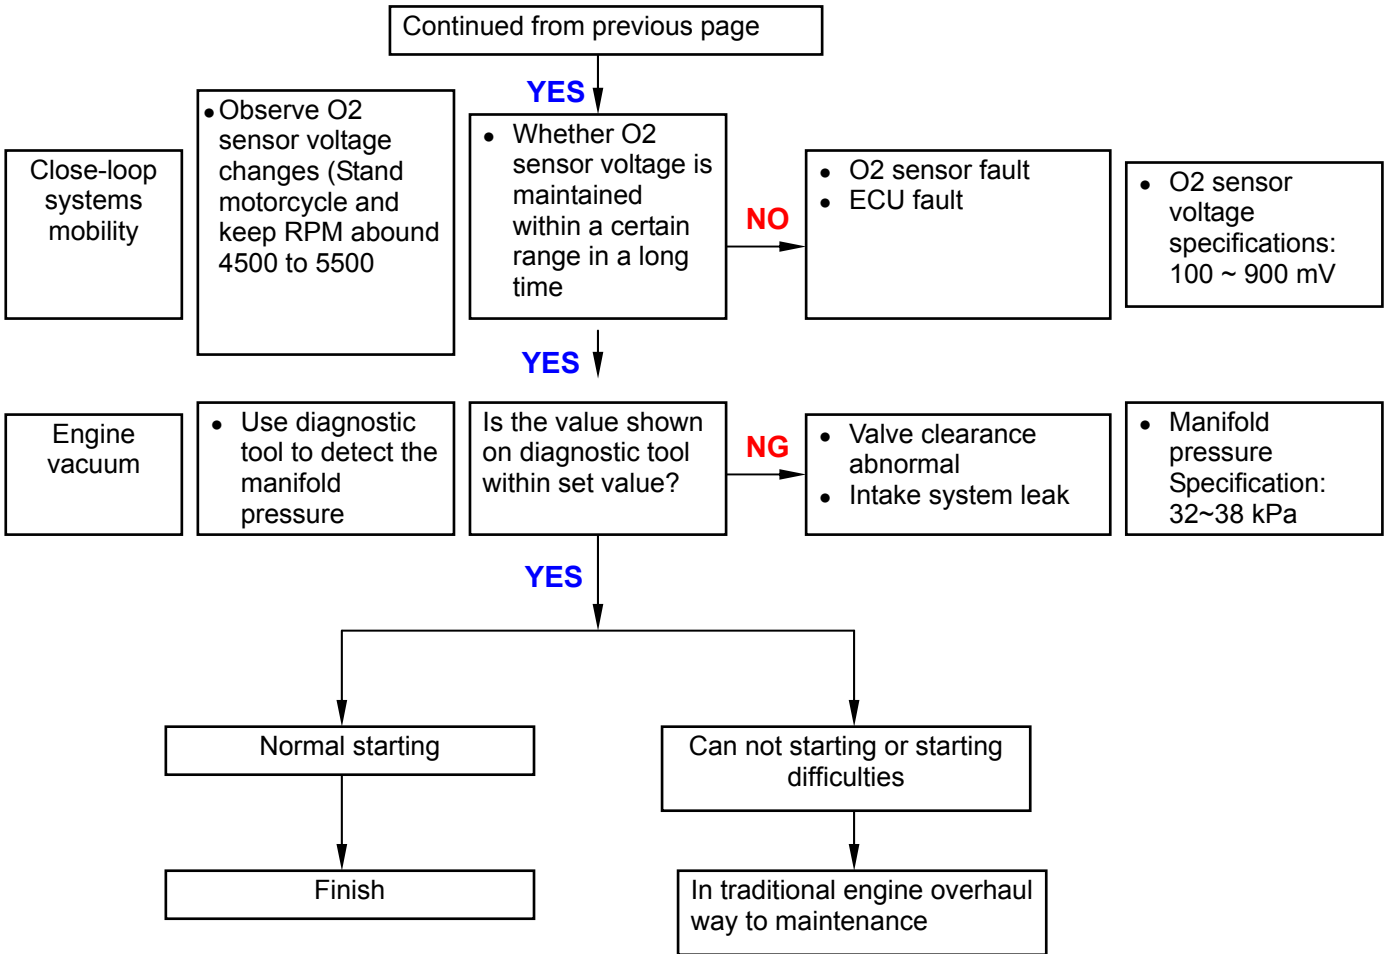 Continued from previous page
YES
Close-loop
systems
mobility
● Observe O2
sensor voltage
changes (Stand
motorcycle and
keep RPM abound
4500 to 5500
● Whether O2
sensor voltage is
maintained
within a certain
range in a long
time
NO
● O2 sensor fault
● ECU fault
● O2 sensor
voltage
specifications:
100 ~ 900 mV
YES
Engine
vacuum
● Use diagnostic
tool to detect the
manifold
pressure
Is the value shown
on diagnostic tool
within set value?
NG
● Valve clearance
abnormal
● Intake system leak
● Manifold
pressure
Specification:
32~38 kPa
YES
Normal starting
Can not starting or starting
difficulties
Finish
In traditional engine overhaul
way to maintenance